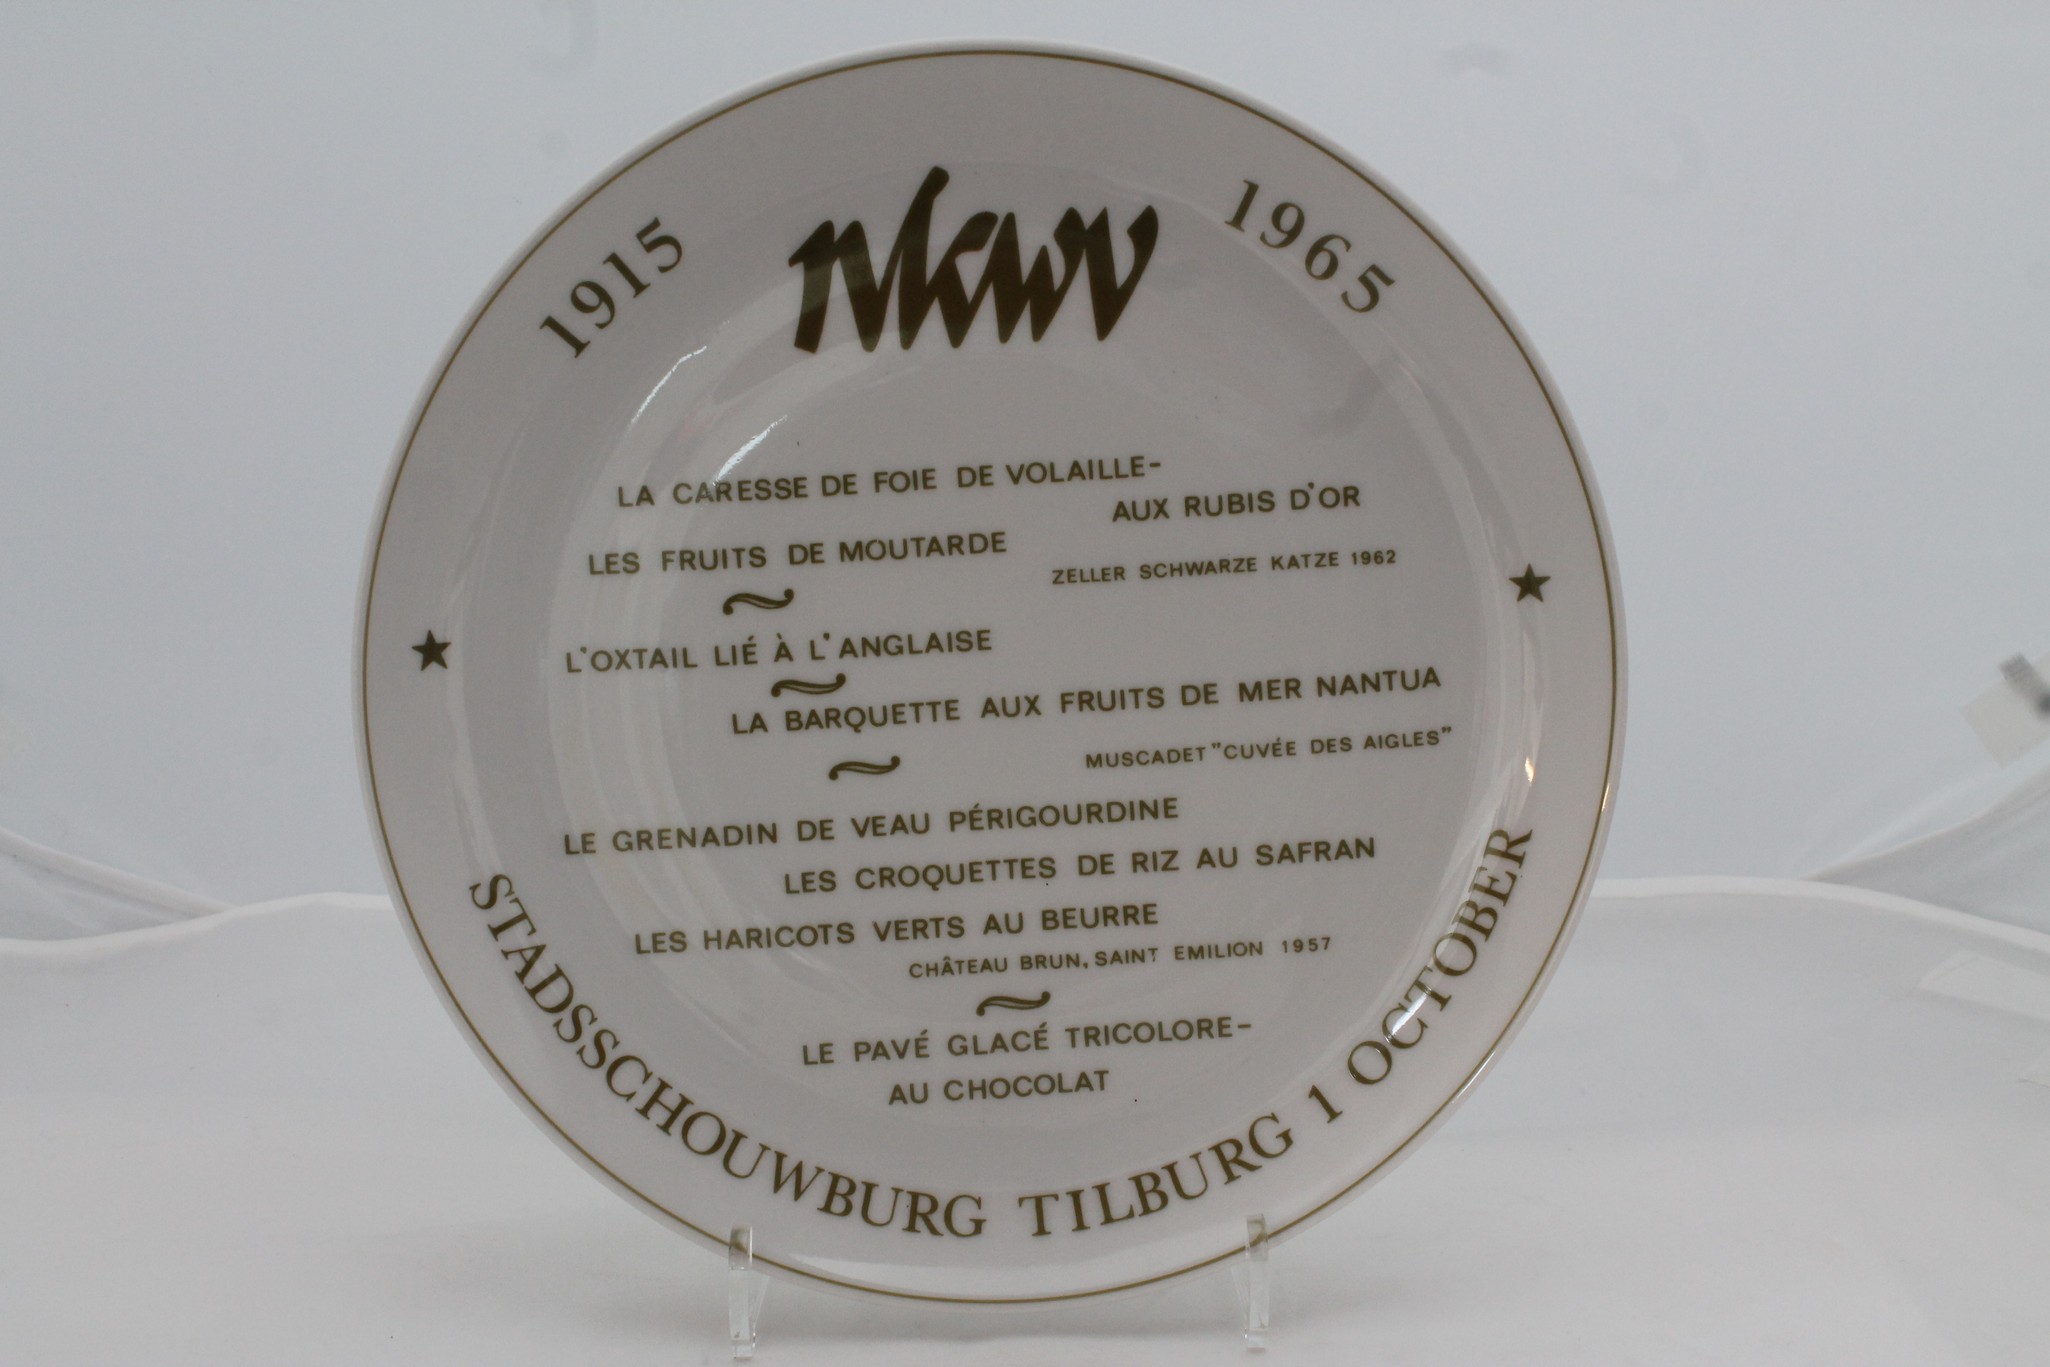 1915
nkwv
1965
LA CARESSE DE FOIE DE VOLAILLE-
AUX RUBIS D'OR
LES FRUITS DE MOUTARDE
ZELLER SCHWARZE KATZE 1962
L'OXTAIL LIÉ À L'ANGLAISE
LA BARQUETTE AUX FRUITS DE MER NANTUA
MUSCADET "CUVÉE DES AIGLES"
LE GRENADIN DE VEAU PÉRIGOURDINE
LES CROQUETTES DE RIZ AU SAFRAN
LES HARICOTS VERTS AU BEURRE
CHÂTEAU BRUN, SAINT EMILION 1957
LE PAVÉ GLACÉ TRICOLORE-
AU CHOCOLAT
STADSSCHOUWBURG TILBURG 1 OCTOBER